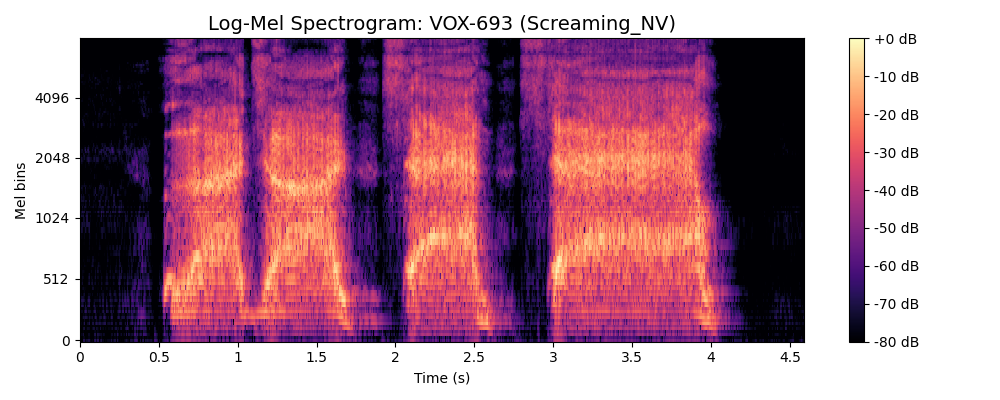 Log-Mel Spectrogram: VOX-693 (Screaming_NV)
Mel bins
4096
2048
1024
512
0
0 0.5 1 1.5 2 2.5 3 3.5 4 4.5
Time (s)
+0 dB
-10 dB
-20 dB
-30 dB
-40 dB
-50 dB
-60 dB
-70 dB
-80 dB